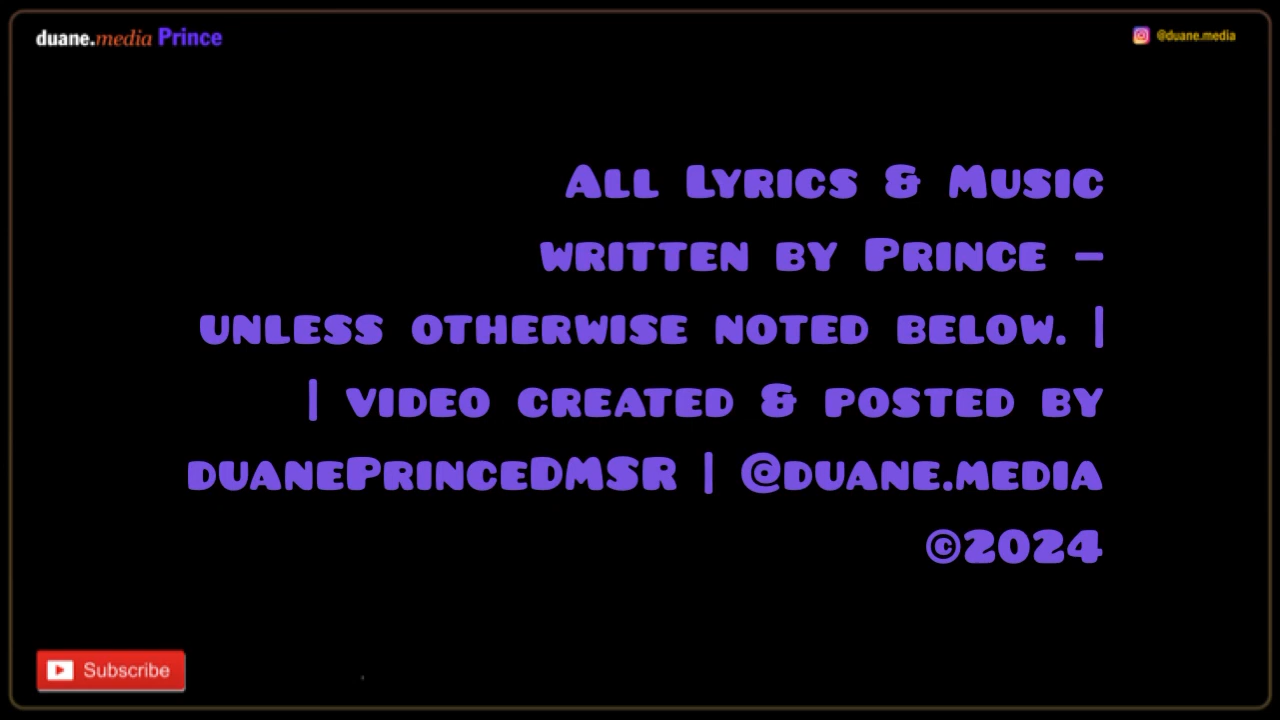 duane.media Prince
@duane.media
All Lyrics & Music
written by Prince –
unless otherwise noted below. |
| video created & posted by
duanePrinceDMSR | @duane.media
©2024
Subscribe